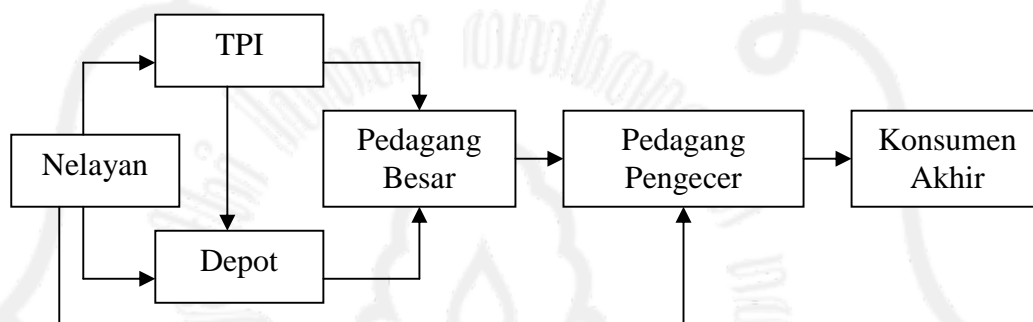 TPI
Nelayan
Depot
Pedagang
Besar
Pedagang
Pengecer
Konsumen
Akhir